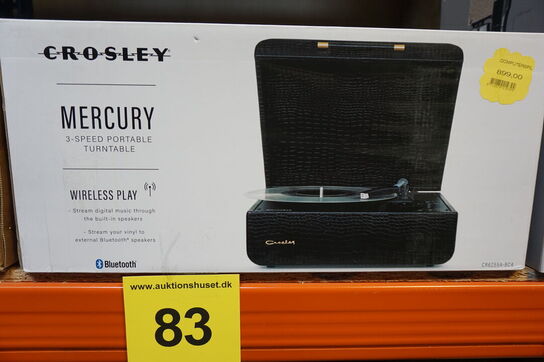 CROSLEY
MERCURY
3-SPEED PORTABLE
TURNTABLE
WIRELESS PLAY
- Stream digital music through
the built-in speakers
- Stream your vinyl to
external Bluetooth® speakers
Bluetooth®
Crosley
699,00
www.auktionshuset.dk
83